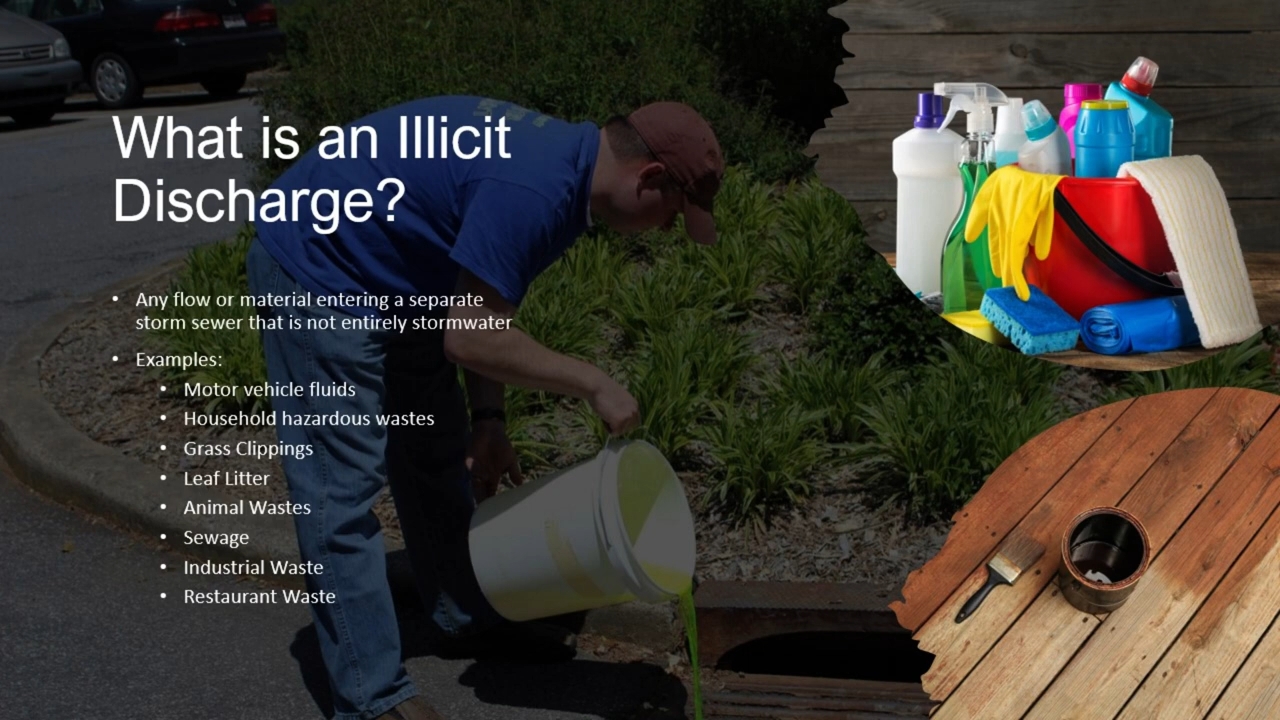 What is an Illicit
Discharge?
• Any flow or material entering a separate
storm sewer that is not entirely stormwater
• Examples:
• Motor vehicle fluids
• Household hazardous wastes
• Grass Clippings
• Leaf Litter
• Animal Wastes
• Sewage
• Industrial Waste
• Restaurant Waste